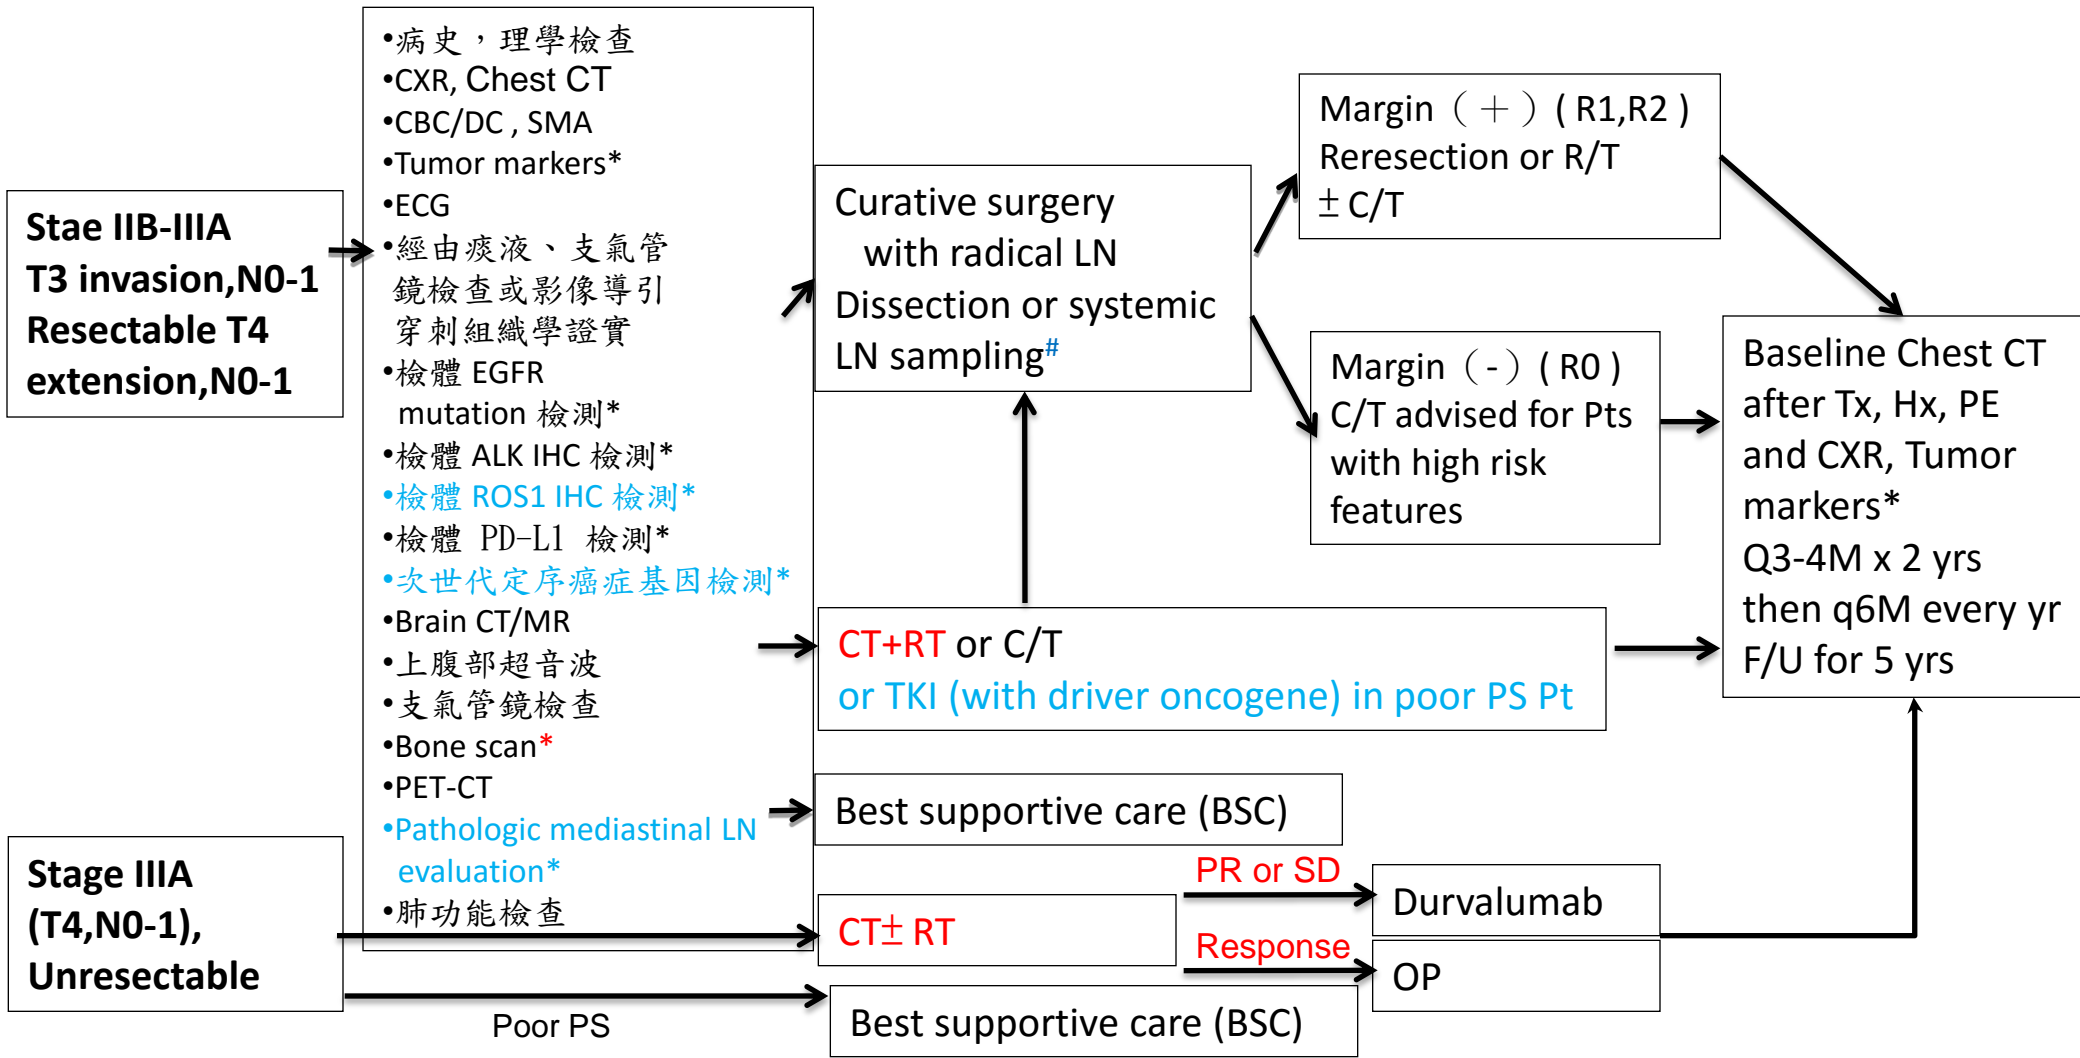 Stae IIB-IIIA
T3 invasion,N0-1
Resectable T4
extension,N0-1
•病史，理學檢查
•CXR, Chest CT
•CBC/DC , SMA
•Tumor markers*
•ECG
•經由痰液、支氣管
鏡檢查或影像導引
穿刺組織學證實
•檢體 EGFR
mutation 檢測*
•檢體 ALK IHC 檢測*
•檢體 ROS1 IHC 檢測*
•檢體 PD-L1 檢測*
•次世代定序癌症基因檢測*
•Brain CT/MR
•上腹部超音波
•支氣管鏡檢查
•Bone scan*
•PET-CT
•Pathologic mediastinal LN
evaluation*
•肺功能檢查
Curative surgery
with radical LN
Dissection or systemic
LN sampling#
Margin（＋）( R1,R2 )
Reresection or R/T
± C/T
Margin（-）( R0 )
C/T advised for Pts
with high risk
features
CT+RT or C/T
or TKI (with driver oncogene) in poor PS Pt
Best supportive care (BSC)
Baseline Chest CT
after Tx, Hx, PE
and CXR, Tumor
markers*
Q3-4M x 2 yrs
then q6M every yr
F/U for 5 yrs
Stage IIIA
(T4,N0-1),
Unresectable
CT± RT
PR or SD
Durvalumab
Response
OP
Poor PS
Best supportive care (BSC)